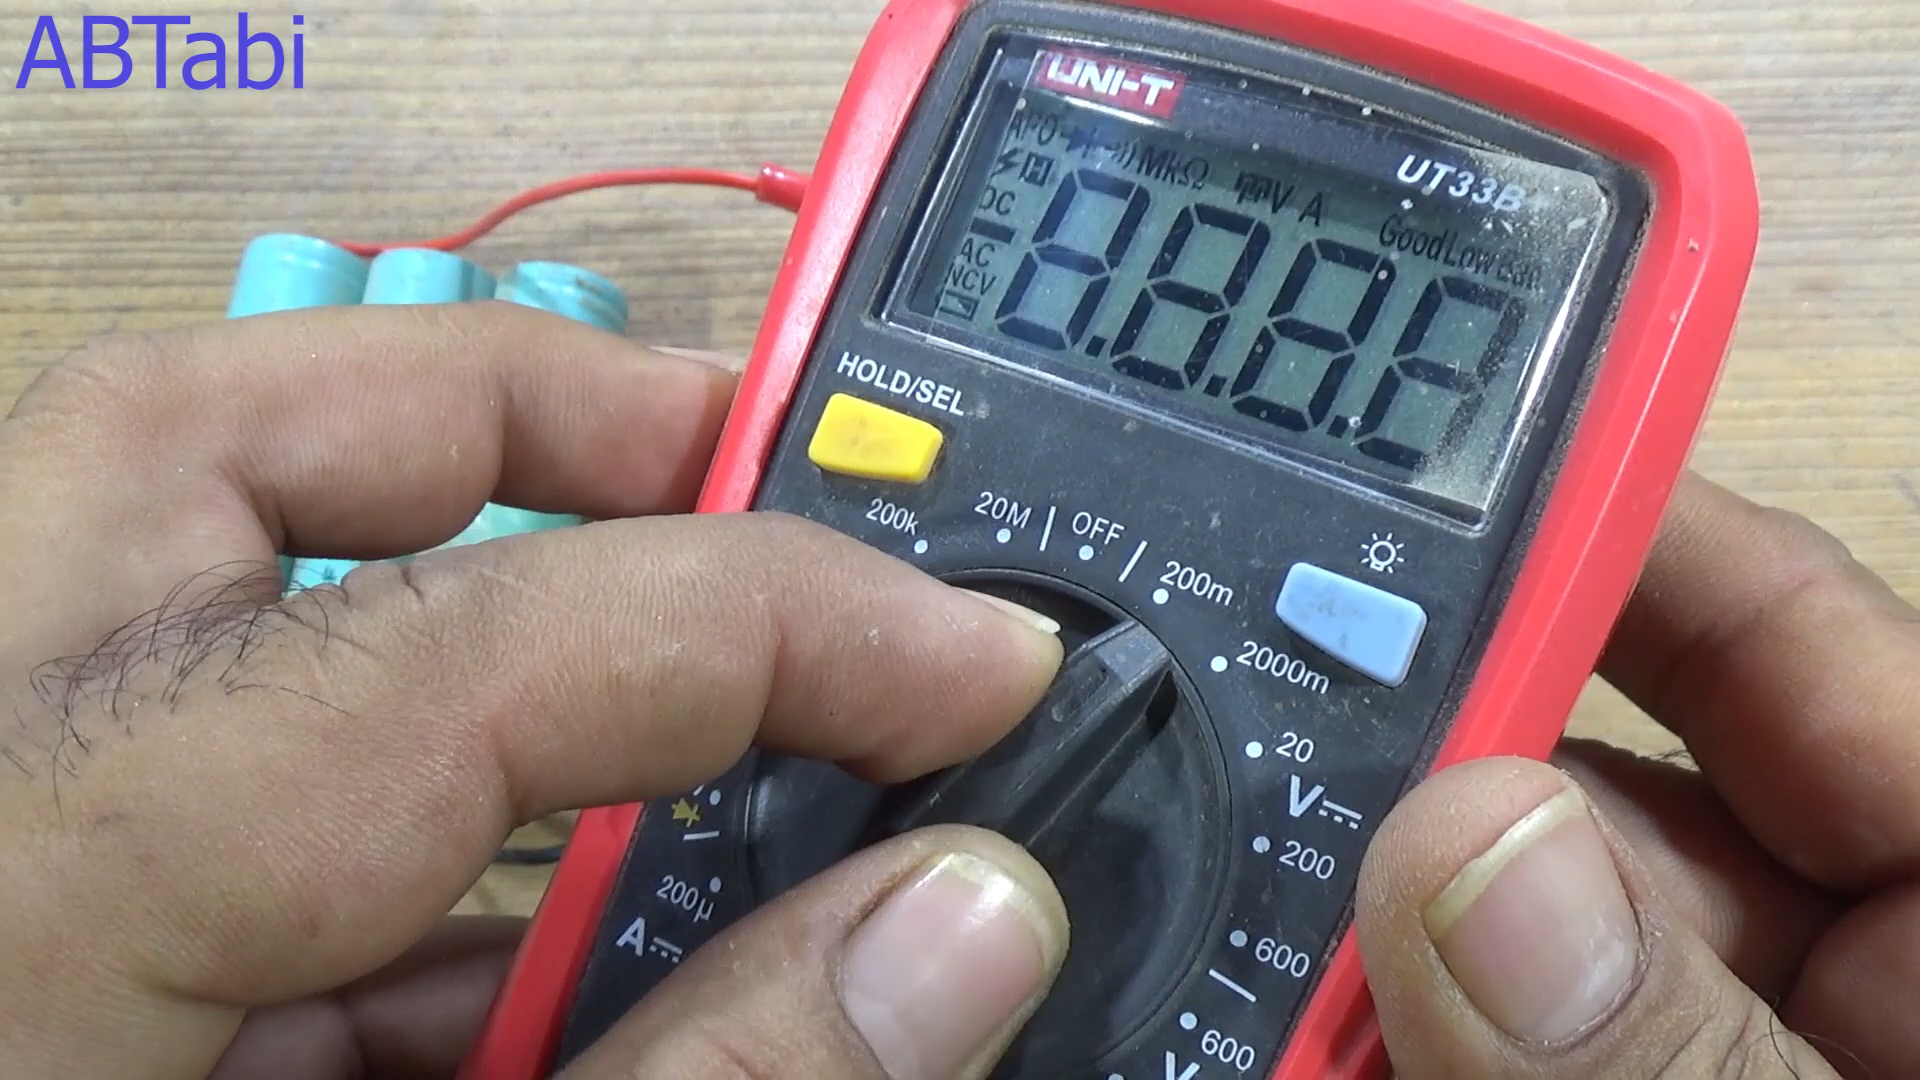 ABTabi
UNI-T
UT33B+
MkΩ
mV A
DC
AC
NCV
Good Low Bad
HOLD/SEL
200k
20M
OFF
200m
2000m
20
V
200
600
600
V
200μ
A